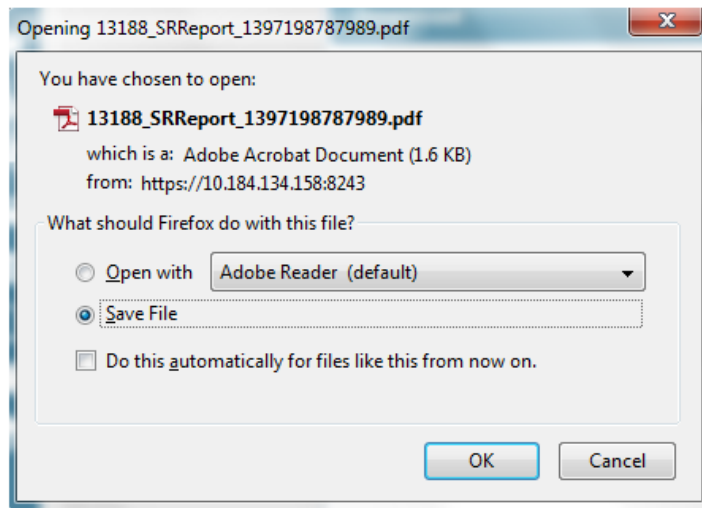 Opening 13188_SRReport_1397198787989.pdf
You have chosen to open:
13188_SRReport_1397198787989.pdf
which is a: Adobe Acrobat Document (1.6 KB)
from: https://10.184.134.158:8243
What should Firefox do with this file?
Open with Adobe Reader (default)
Save File
Do this automatically for files like this from now on.
OK Cancel